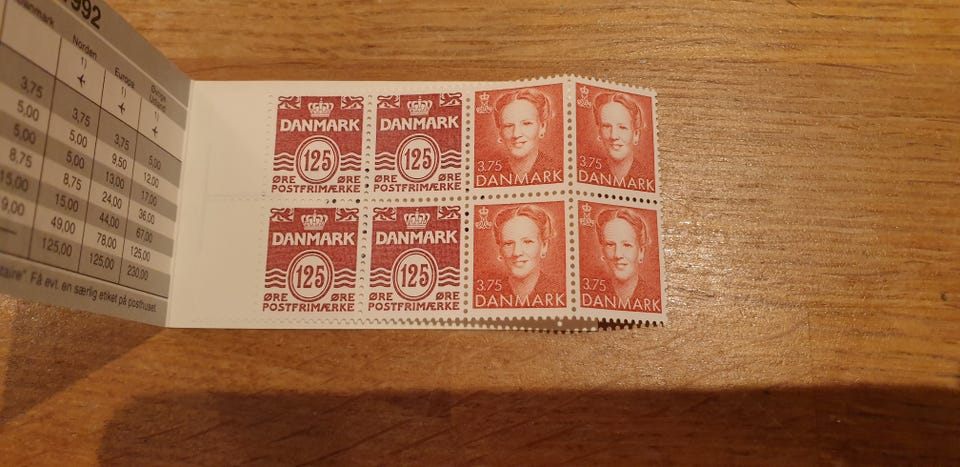 1992
Danmark Norden Europa Øvrige Udland
1) 1) 1)
3,75 3,75 3,75 5,00
5,00 5,00 9,50 12,00
5,00 5,00 13,00 17,00
8,75 8,75 24,00 36,00
15,00 15,00 44,00 67,00
9,00 49,00 78,00 125,00
125,00 125,00 230,00
taire" Få evt. en særlig etiket på posthuset
DANMARK
125
ØRE ØRE
POSTFRIMÆRKE
DANMARK
125
ØRE ØRE
POSTFRIMÆRKE
3.75
DANMARK
3.75
DANMARK
DANMARK
125
ØRE ØRE
POSTFRIMÆRKE
DANMARK
125
ØRE ØRE
POSTFRIMÆRKE
3.75
DANMARK
3.75
DANMARK